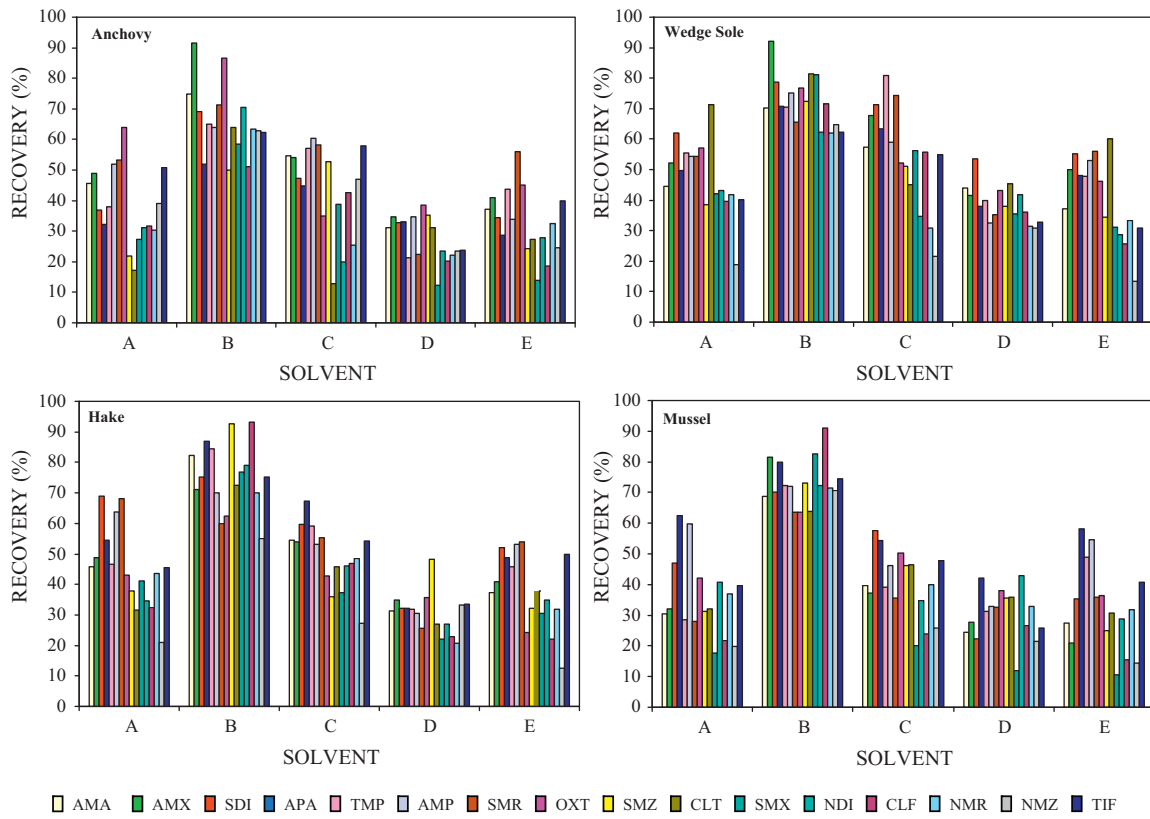 Anchovy
RECOVERY (%)
100
90
80
70
60
50
40
30
20
10
0
A B C D E
SOLVENT
Wedge Sole
RECOVERY (%)
100
90
80
70
60
50
40
30
20
10
0
A B C D E
SOLVENT
Hake
RECOVERY (%)
100
90
80
70
60
50
40
30
20
10
0
A B C D E
SOLVENT
Mussel
RECOVERY (%)
100
90
80
70
60
50
40
30
20
10
0
A B C D E
SOLVENT
AMA AMX SDI APA TMP AMP SMR OXT SMZ CLT SMX NDI CLF NMR NMZ TIF